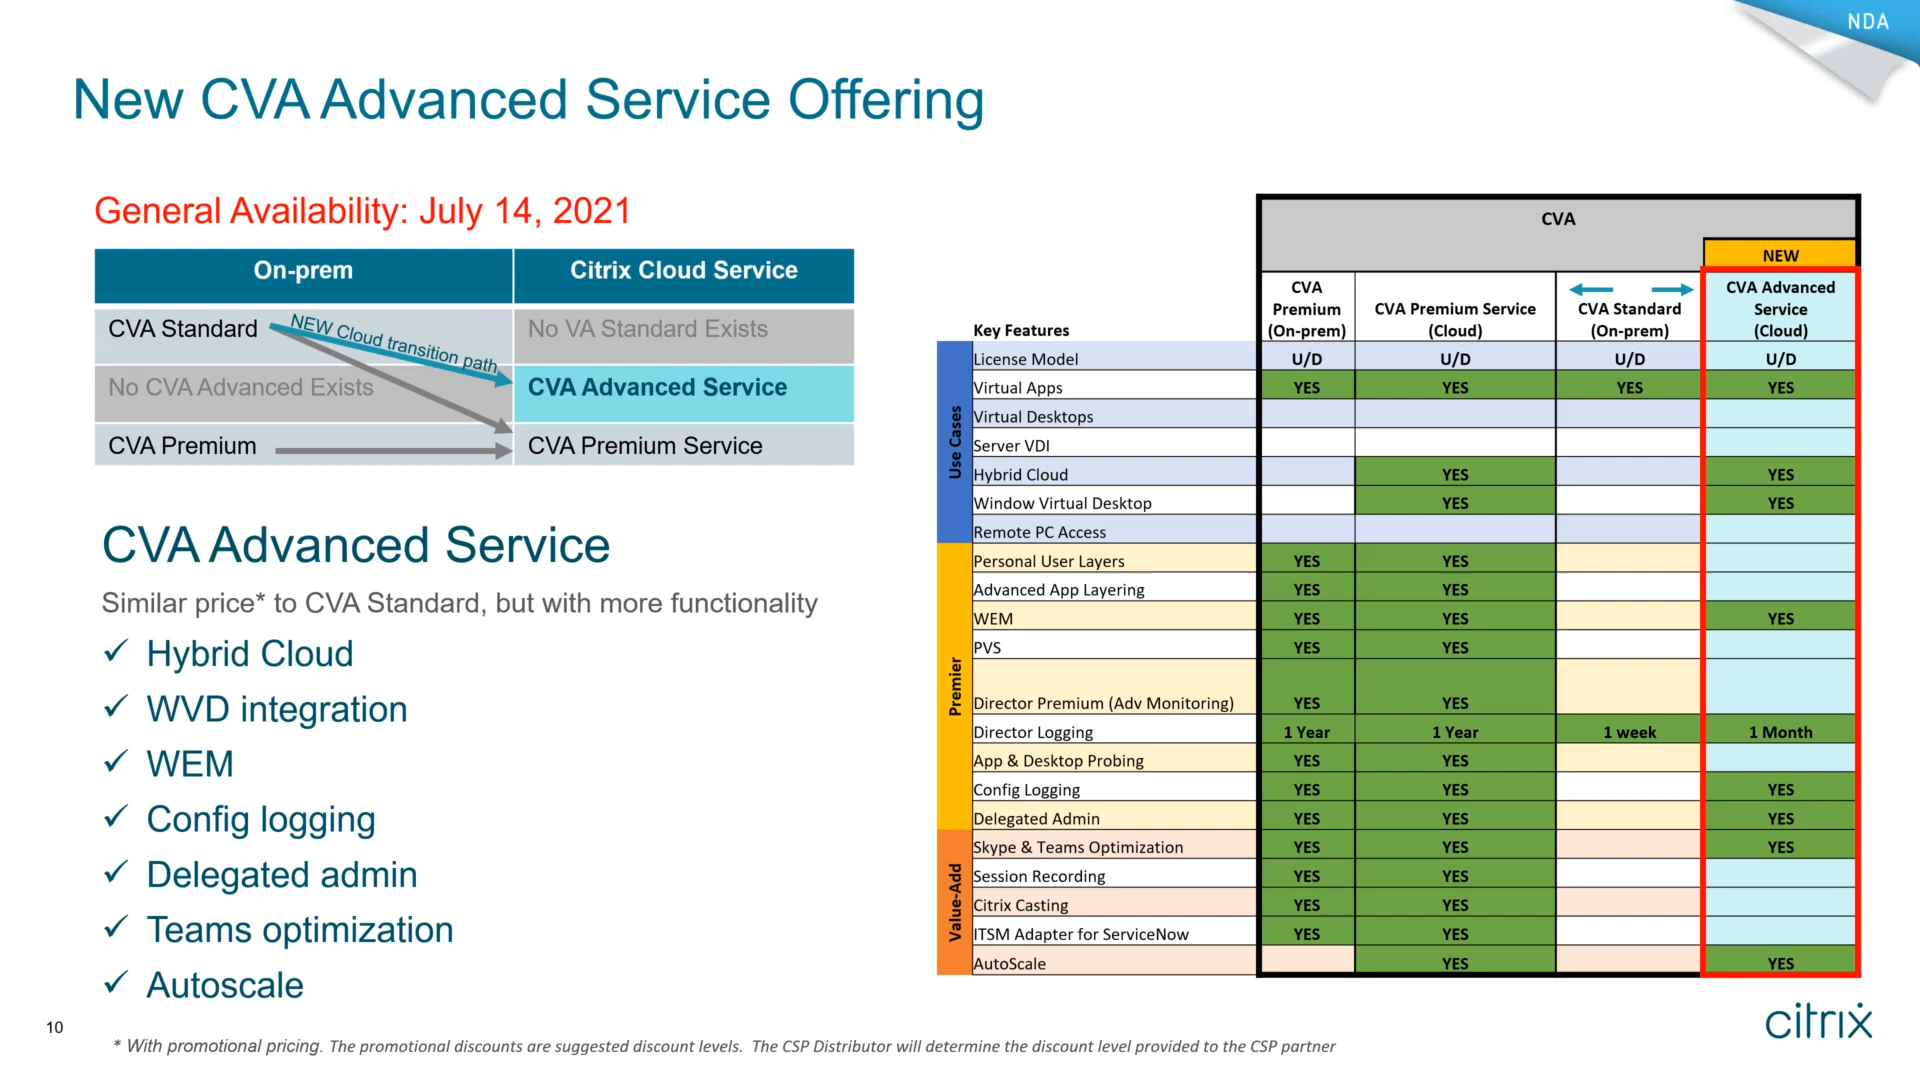 NDA
New CVA Advanced Service Offering
General Availability: July 14, 2021
On-prem Citrix Cloud Service
CVA Standard NEW Cloud transition path No VA Standard Exists
No CVA Advanced Exists CVA Advanced Service
CVA Premium CVA Premium Service
CVA Advanced Service
Similar price* to CVA Standard, but with more functionality
✓ Hybrid Cloud
✓ WVD integration
✓ WEM
✓ Config logging
✓ Delegated admin
✓ Teams optimization
✓ Autoscale
CVA
NEW
Key Features
CVA
Premium
(On-prem)
CVA Premium Service
(Cloud)
CVA Standard
(On-prem)
CVA Advanced
Service
(Cloud)
Use Cases
License Model U/D U/D U/D U/D
Virtual Apps YES YES YES YES
Virtual Desktops
Server VDI
Hybrid Cloud YES YES
Window Virtual Desktop YES YES
Remote PC Access
Premier
Personal User Layers YES YES
Advanced App Layering YES YES
WEM YES YES YES
PVS YES YES
Director Premium (Adv Monitoring) YES YES
Director Logging 1 Year 1 Year 1 week 1 Month
App & Desktop Probing YES YES
Config Logging YES YES YES
Delegated Admin YES YES YES
Value-Add
Skype & Teams Optimization YES YES YES
Session Recording YES YES
Citrix Casting YES YES
ITSM Adapter for ServiceNow YES YES
AutoScale YES YES
10
* With promotional pricing. The promotional discounts are suggested discount levels. The CSP Distributor will determine the discount level provided to the CSP partner
citrix